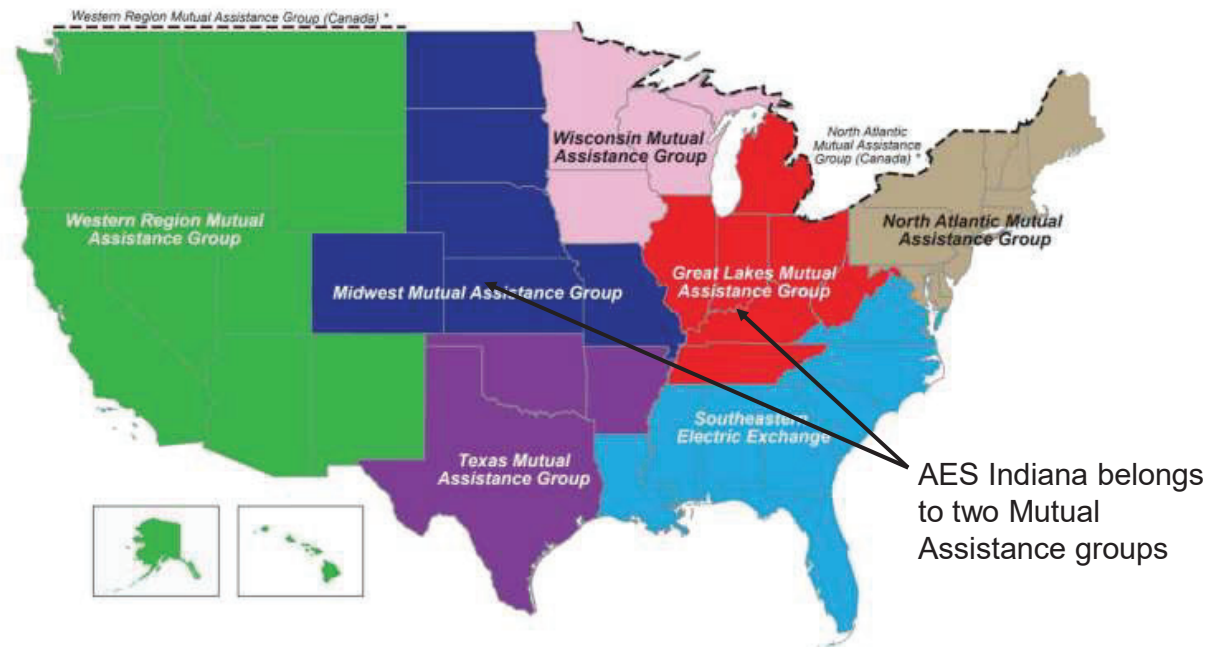 Western Region Mutual Assistance Group (Canada) *
Wisconsin Mutual
Assistance Group
North Atlantic
Mutual Assistance
Group (Canada) *
Western Region Mutual
Assistance Group
North Atlantic Mutual
Assistance Group
Midwest Mutual Assistance Group
Great Lakes Mutual
Assistance Group
Southeastern
Electric Exchange
Texas Mutual
Assistance Group
AES Indiana belongs
to two Mutual
Assistance groups